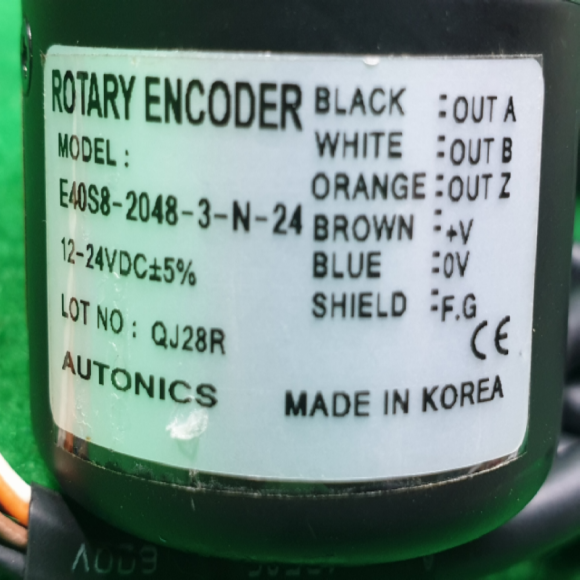 ROTARY ENCODER
MODEL :
E40S8-2048-3-N-24
12-24VDC±5%
LOT NO : QJ28R
AUTONICS
BLACK : OUT A
WHITE : OUT B
ORANGE : OUT Z
BROWN : +V
BLUE : 0V
SHIELD : F.G
CE
MADE IN KOREA